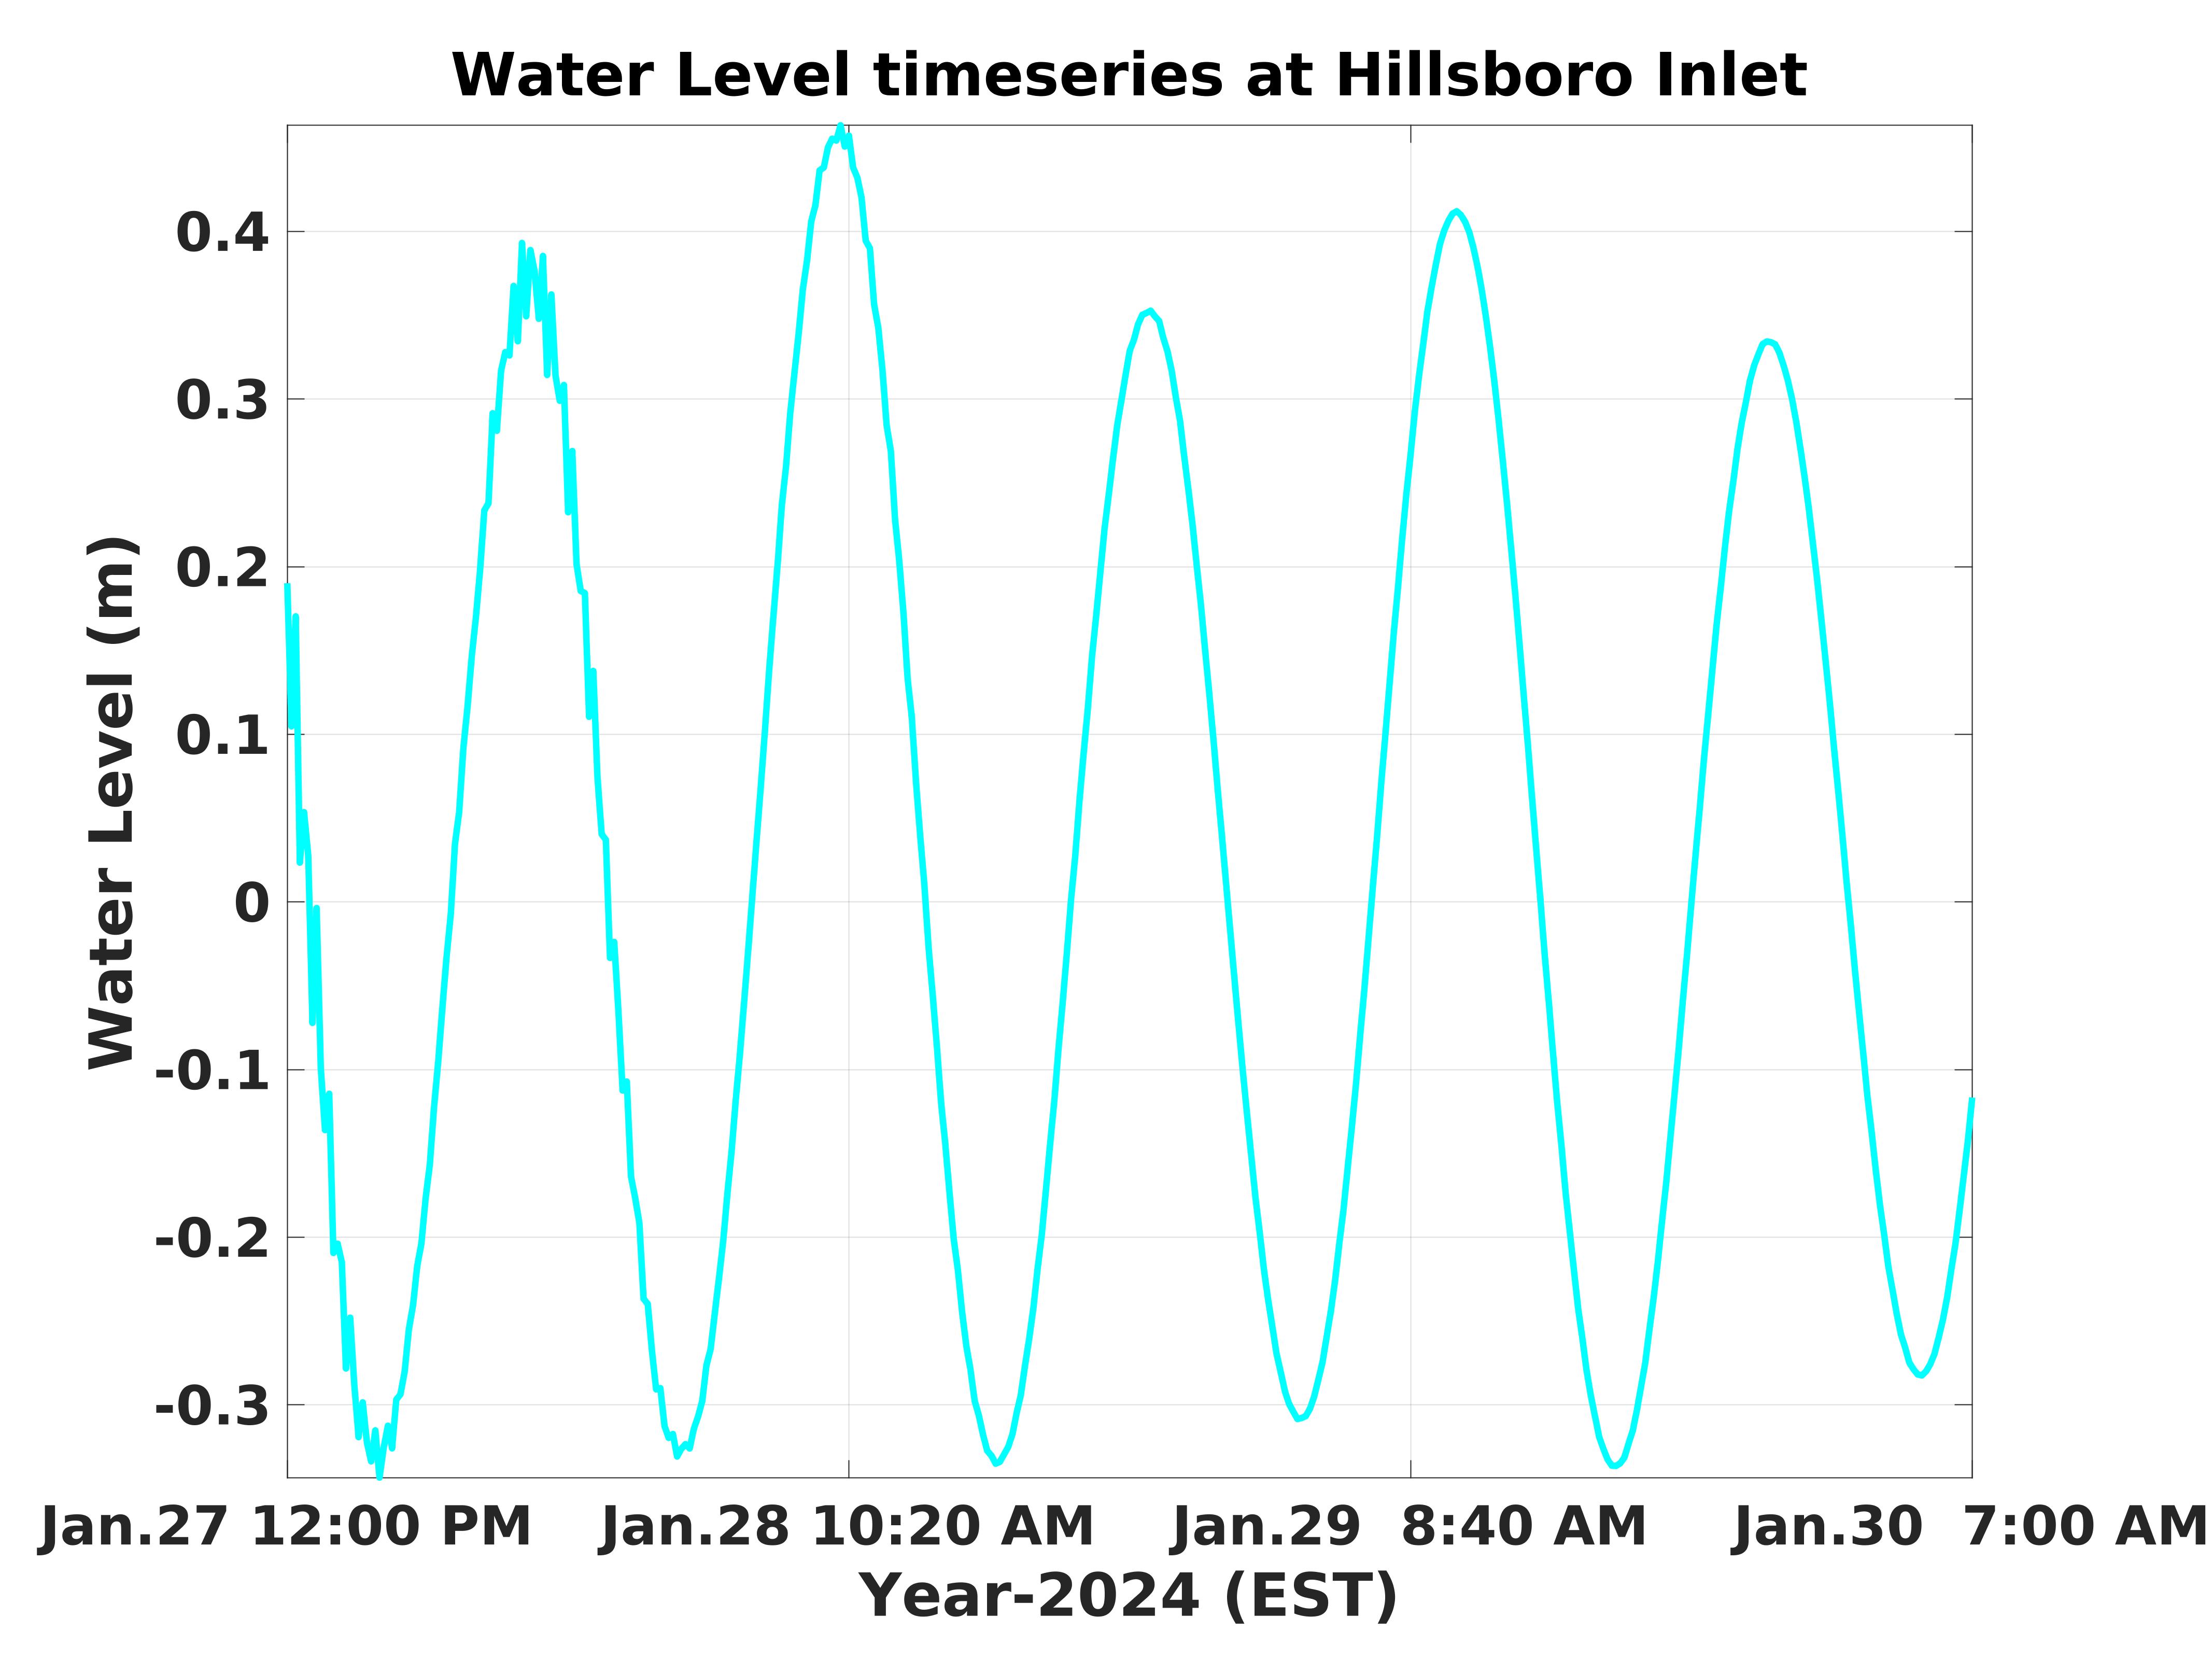 Water Level timeseries at Hillsboro Inlet
Water Level (m)
0.4
0.3
0.2
0.1
0
-0.1
-0.2
-0.3
Jan.27 12:00 PM Jan.28 10:20 AM Jan.29 8:40 AM Jan.30 7:00 AM
Year-2024 (EST)